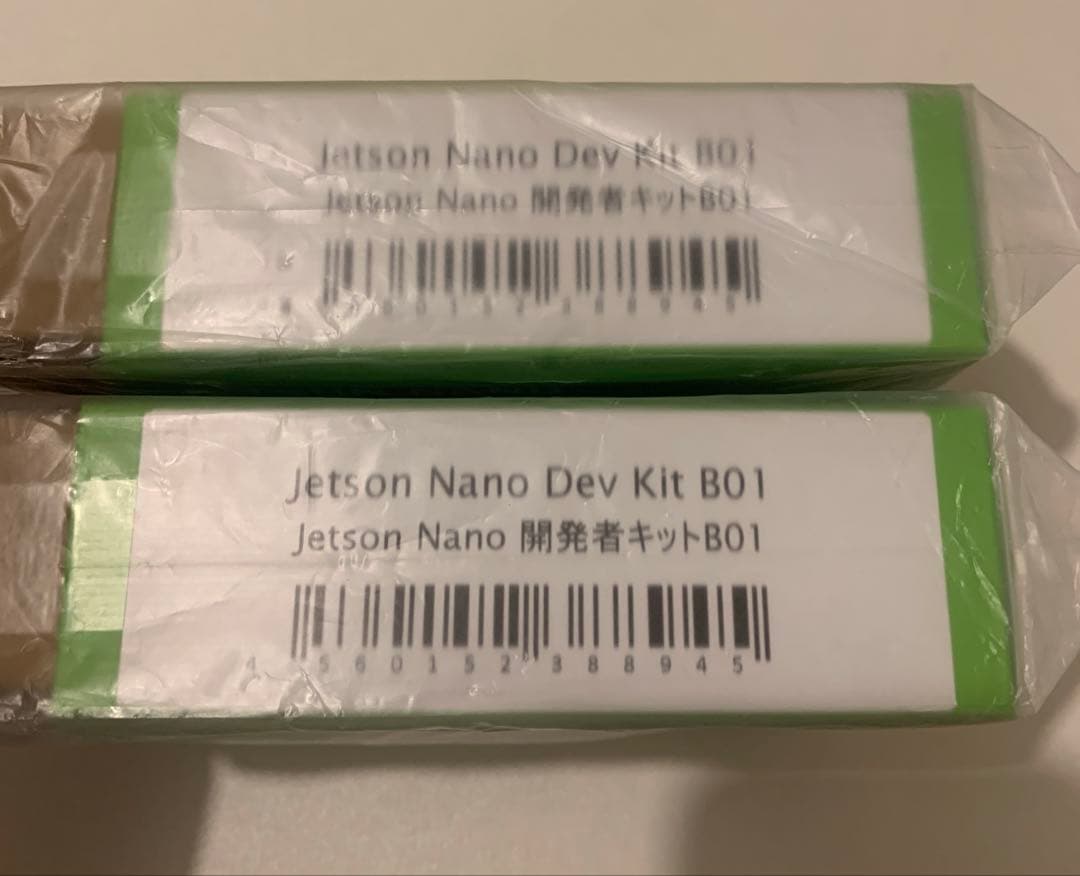 Jetson Nano Dev Kit B01
Jetson Nano 開発者キットB01
Jetson Nano Dev Kit B01
Jetson Nano 開発者キットB01
4 560152 388945